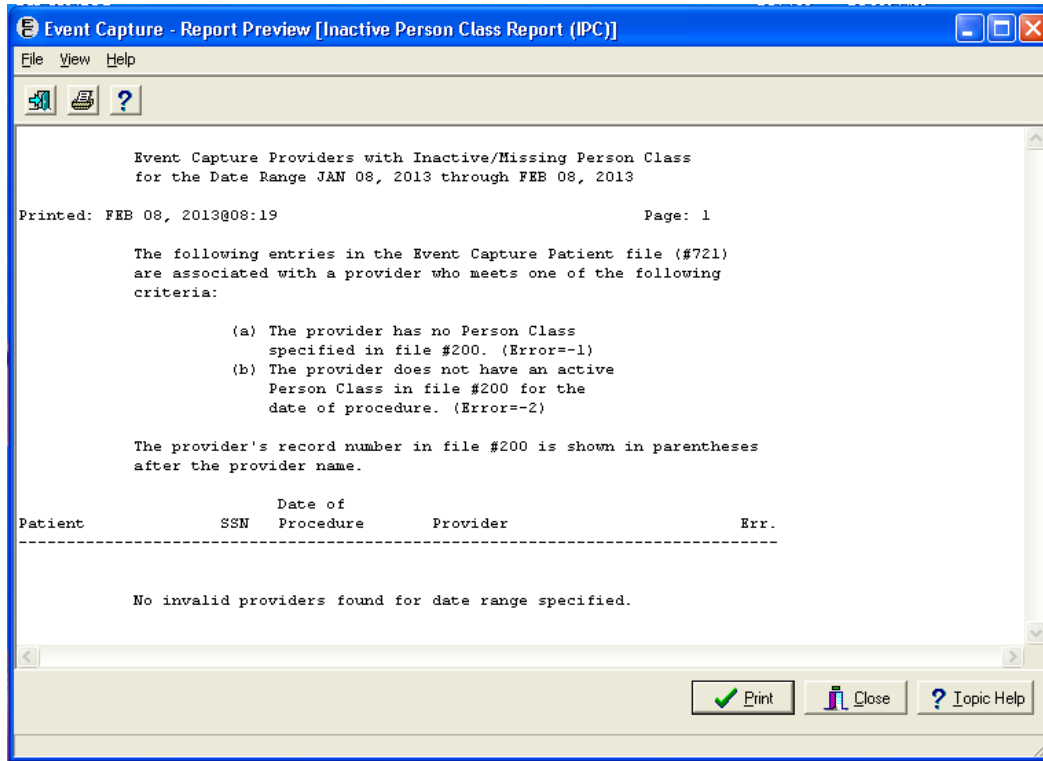 Event Capture - Report Preview [Inactive Person Class Report (IPC)]
File View Help
Event Capture Providers with Inactive/Missing Person Class
for the Date Range JAN 08, 2013 through FEB 08, 2013
Printed: FEB 08, 2013@08:19 Page: 1
The following entries in the Event Capture Patient file (#721)
are associated with a provider who meets one of the following
criteria:
(a) The provider has no Person Class
specified in file #200. (Error=-1)
(b) The provider does not have an active
Person Class in file #200 for the
date of procedure. (Error=-2)
The provider's record number in file #200 is shown in parentheses
after the provider name.
Date of
Patient SSN Procedure Provider Err.
--------------------------------------------------------------------------------
No invalid providers found for date range specified.
Print Close ? Topic Help